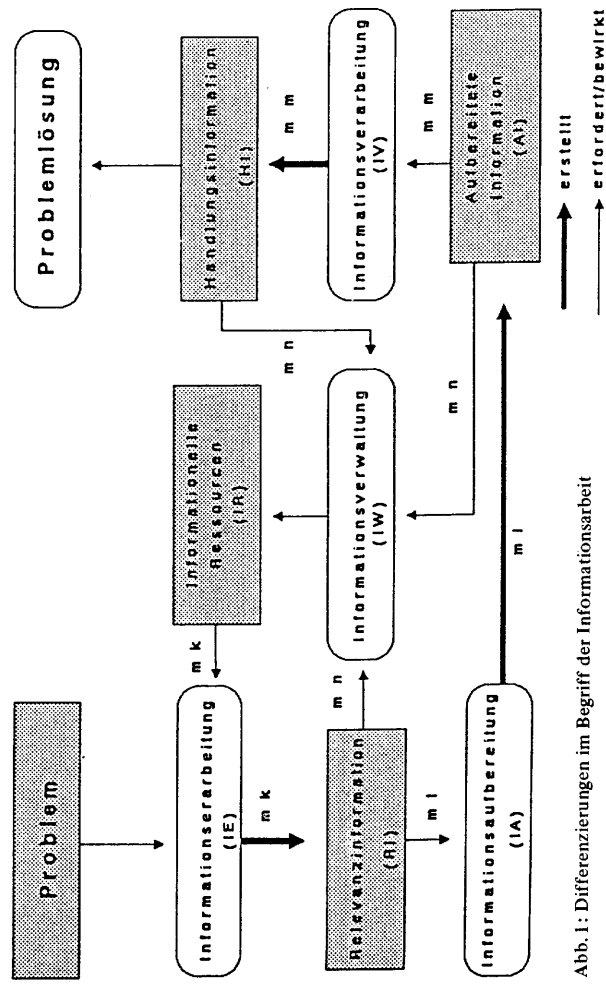 Problem
Informationserarbeitung
(IE)
m k
Relevanzinformation
(RI)
m l
Informationsaufbereitung
(IA)
m k
m n
Informationelle
Ressourcen
(IR)
Informationsverwaltung
(IW)
m n
m n
m l
Problemlösung
Handlungsinformation
(HI)
m m
Informationsverarbeitung
(IV)
m m
Aufbereitete
Information
(AI)
erstellt
erfordert/bewirkt
Abb. 1: Differenzierungen im Begriff der Informationsarbeit